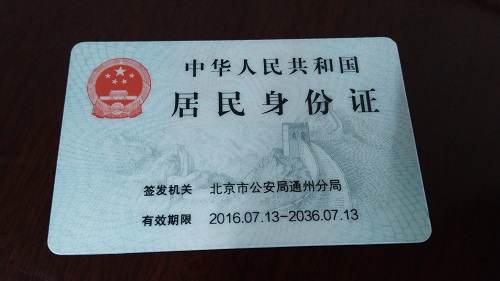 中华人民共和国
居民身份证
签发机关 北京市公安局通州分局
有效期限 2016.07.13-2036.07.13